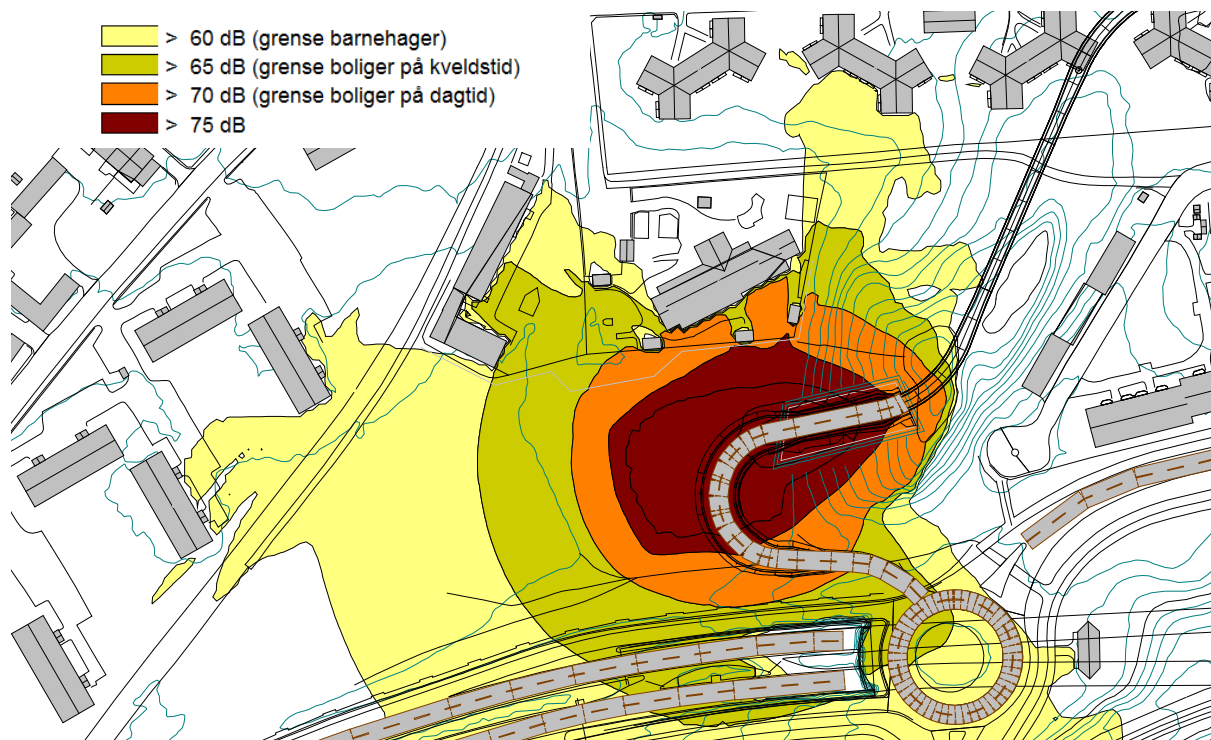 > 60 dB (grense barnehager)
> 65 dB (grense boliger på kveldstid)
> 70 dB (grense boliger på dagtid)
> 75 dB